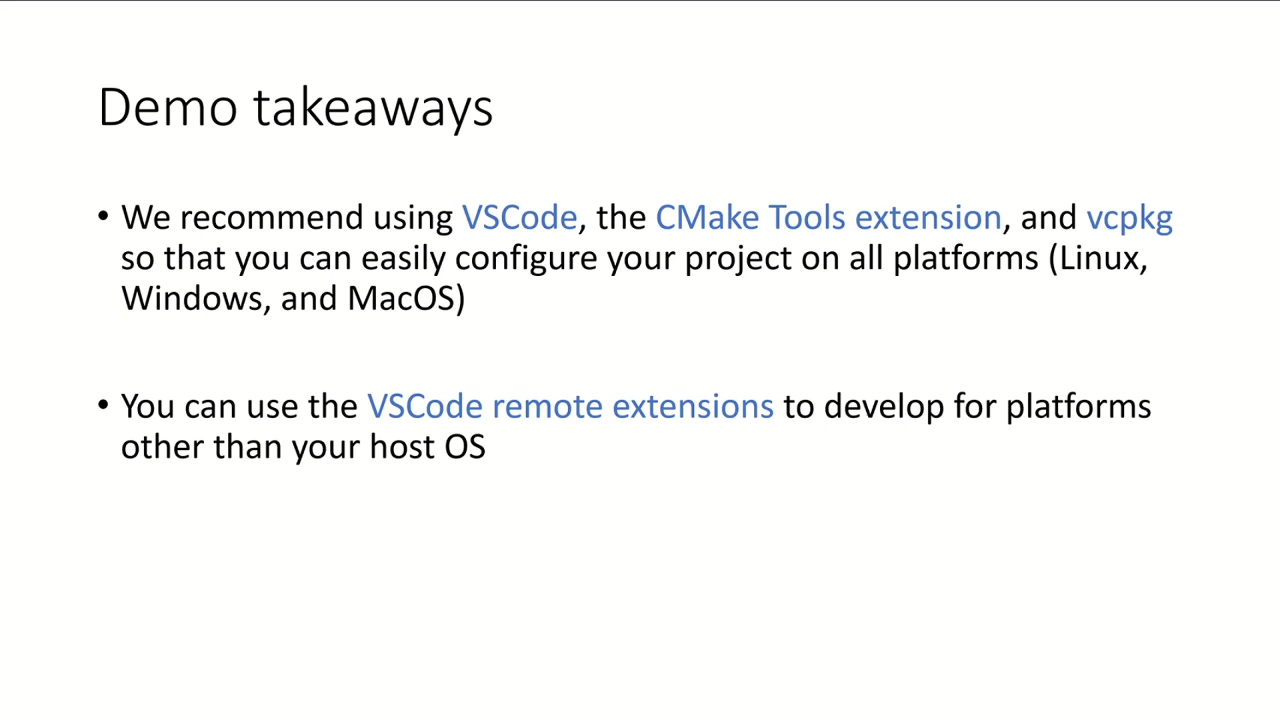 Demo takeaways
• We recommend using VSCode, the CMake Tools extension, and vcpkg
so that you can easily configure your project on all platforms (Linux,
Windows, and MacOS)
• You can use the VSCode remote extensions to develop for platforms
other than your host OS